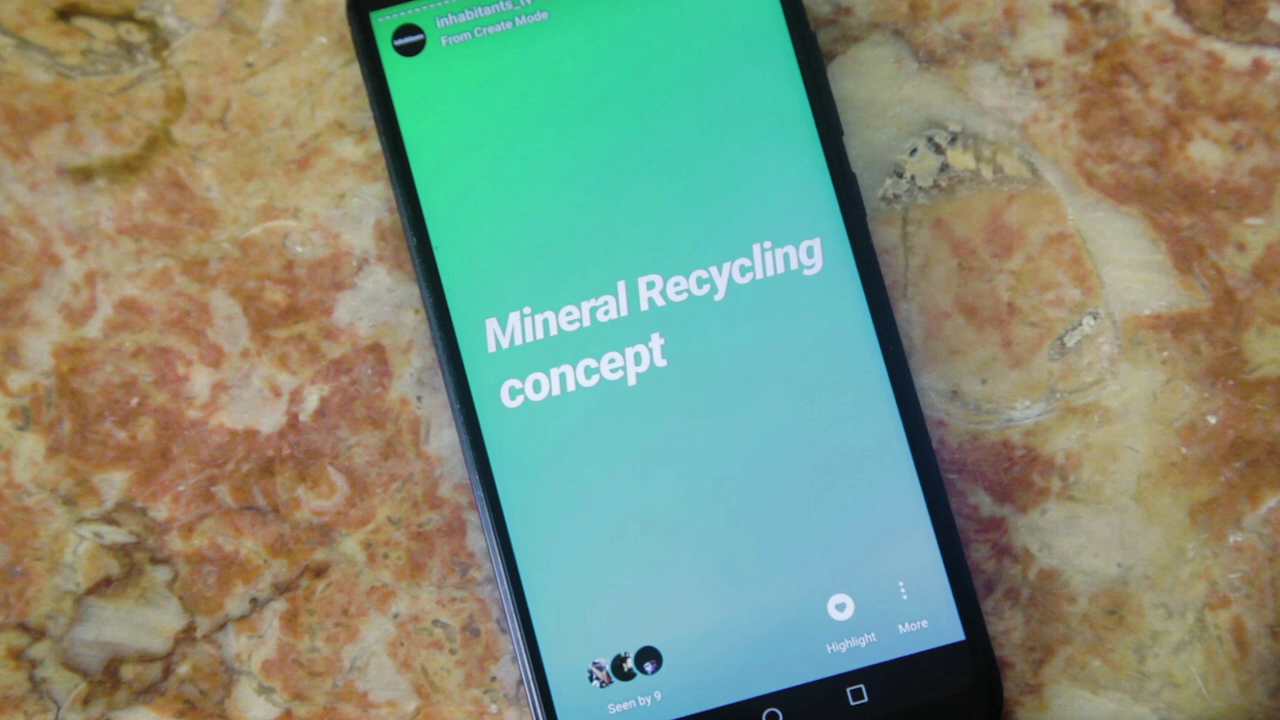 inhabitants_tv
From Create Mode
Mineral Recycling
concept
Highlight
More
Seen by 9